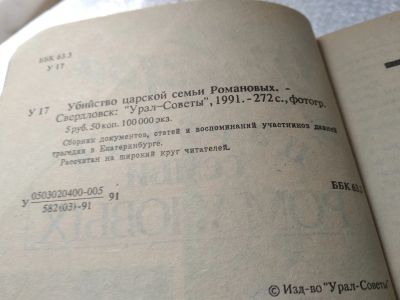 ББК 63.3
У 17
У 17 Убийство царской семьи Романовых. -
Свердловск: "Урал-Советы", 1991. - 272 с., фотогр.
5 руб. 50 коп. 100 000 экз.
Сборник документов, статей и воспоминаний участников давней
трагедии в Екатеринбурге.
Рассчитан на широкий круг читателей.
У 0503020400-005 91
582(03)-91
ББК 63.3
© Изд-во "Урал-Советы"